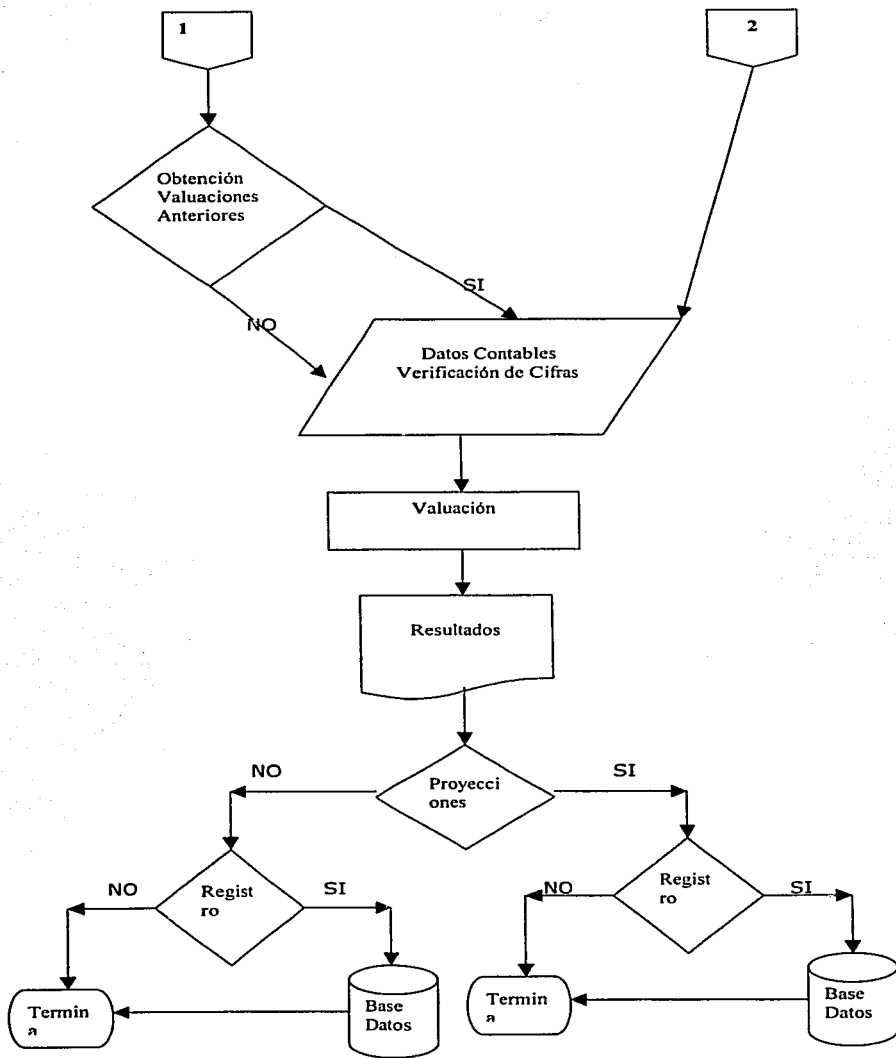 1
2
Obtención
Valuaciones
Anteriores
SI
NO
Datos Contables
Verificación de Cifras
Valuación
Resultados
NO
Proyecci
ones
SI
NO
Regist
ro
SI
NO
Regist
ro
SI
Termin
a
Base
Datos
Termin
a
Base
Datos